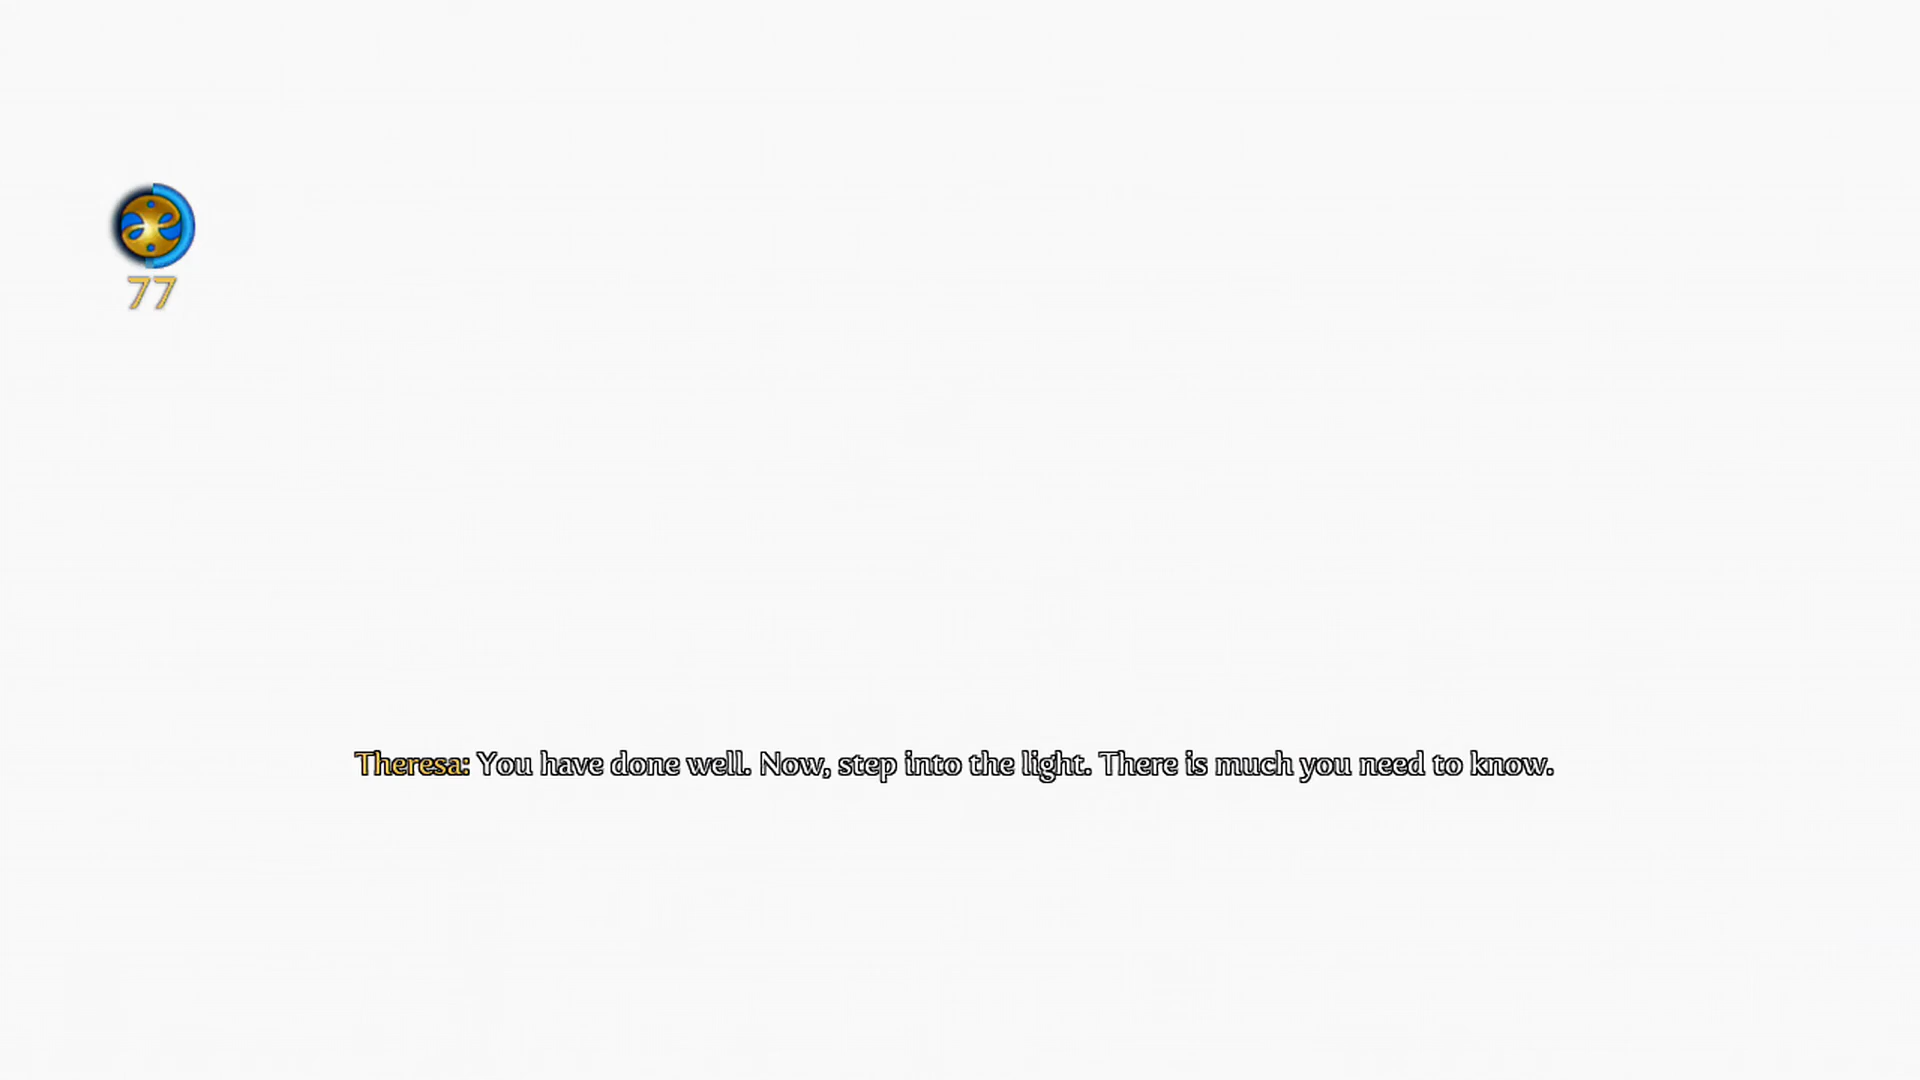 77
Theresa: You have done well. Now, step into the light. There is much you need to know.